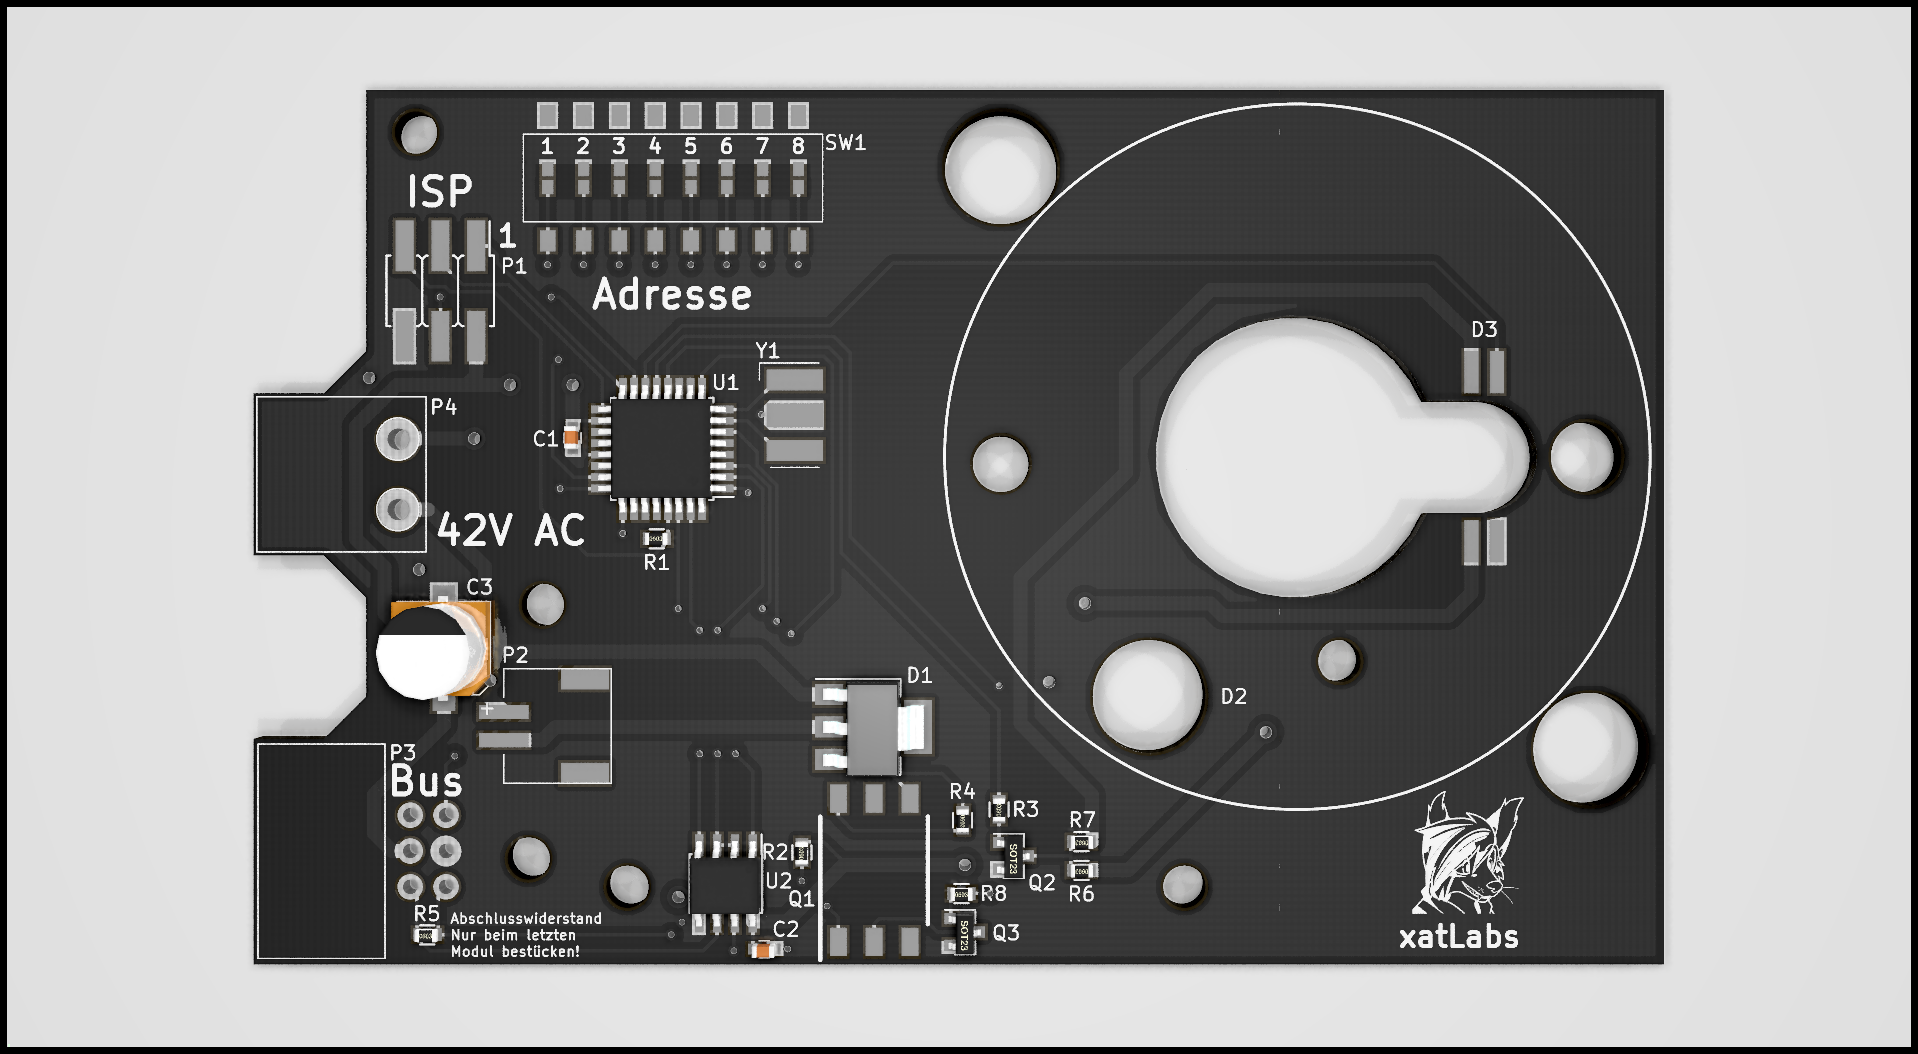 1 2 3 4 5 6 7 8
SW1
ISP
1
P1
Adresse
Y1
D3
U1
P4
C1
42V AC
R1
C3
P2
D1
D2
+
P3
Bus
R4
R3
R7
R2
SOT23
U2
Q2
R6
Q1
R8
R5
Abschlusswiderstand
Nur beim letzten
Modul bestücken!
C2
SOT23
Q3
xatLabs